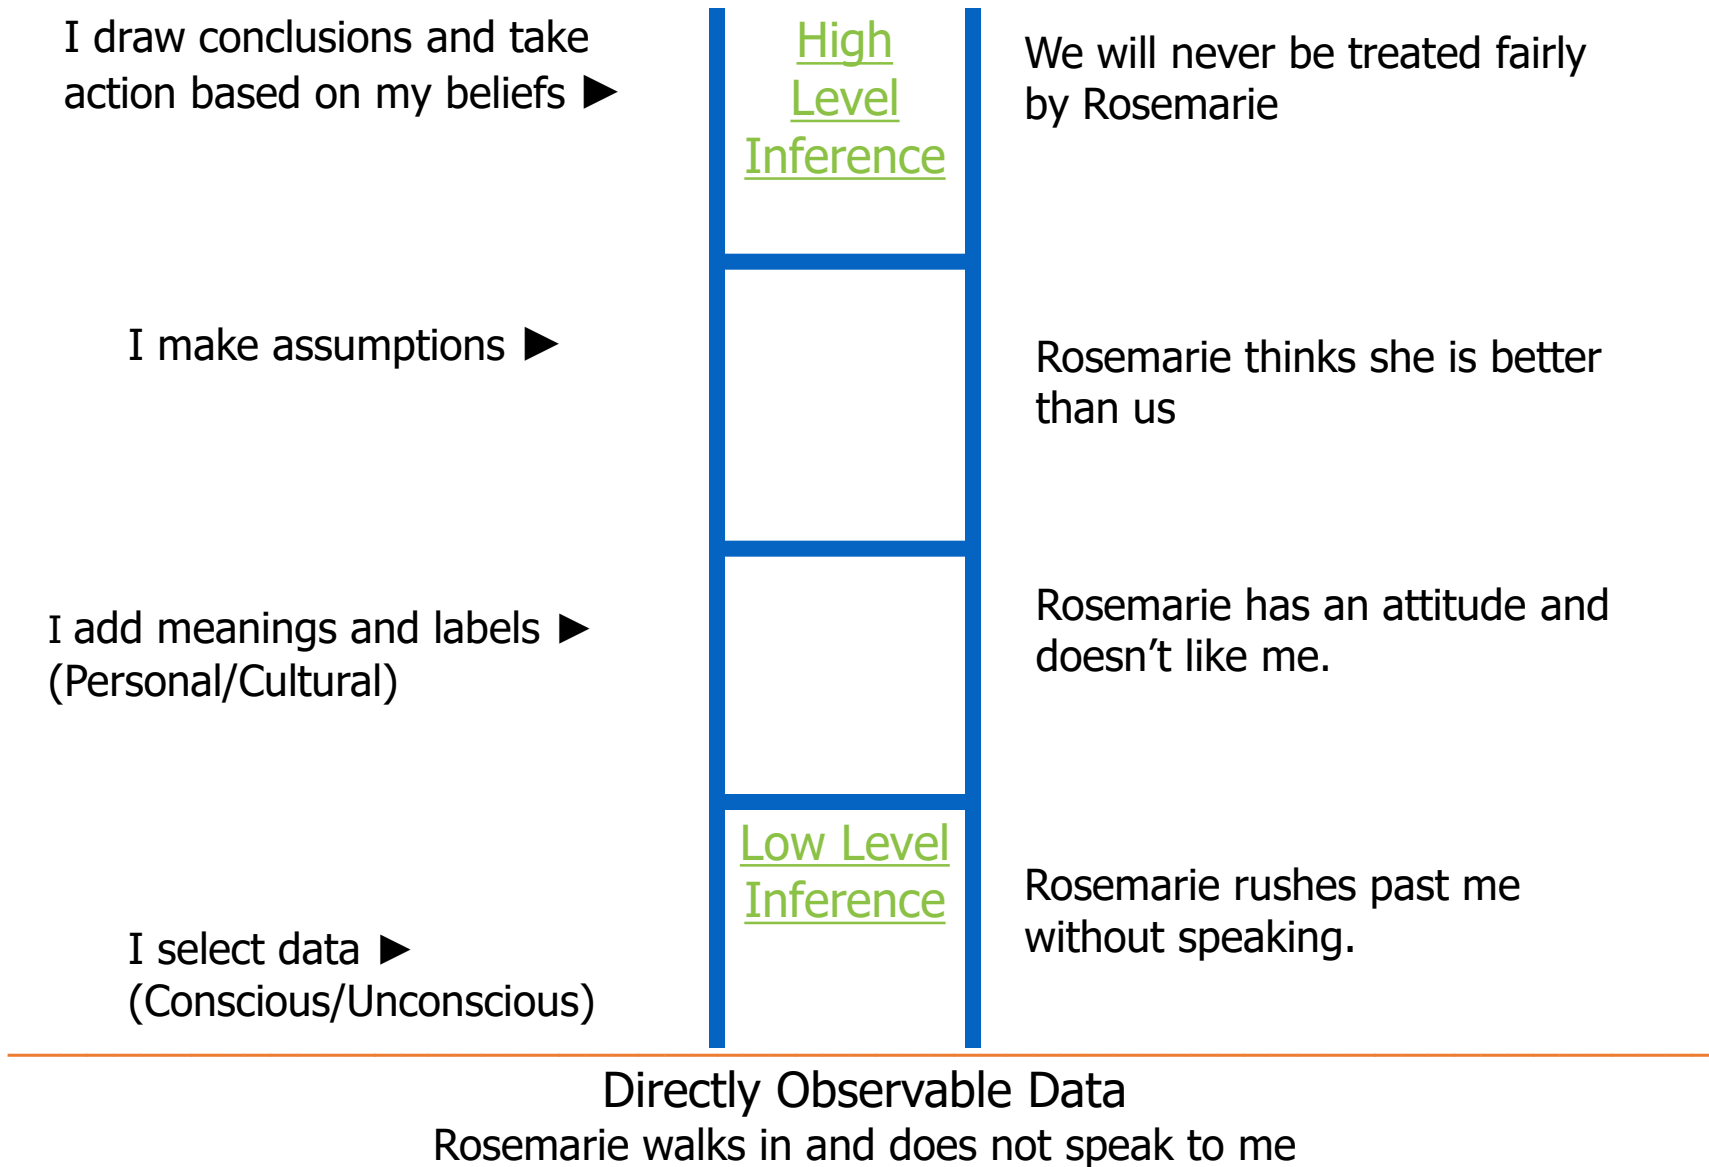 I draw conclusions and take
action based on my beliefs ►
High
Level
Inference
We will never be treated fairly
by Rosemarie
I make assumptions ►
Rosemarie thinks she is better
than us
I add meanings and labels ►
(Personal/Cultural)
Rosemarie has an attitude and
doesn’t like me.
Low Level
Inference
Rosemarie rushes past me
without speaking.
I select data ►
(Conscious/Unconscious)
Directly Observable Data
Rosemarie walks in and does not speak to me